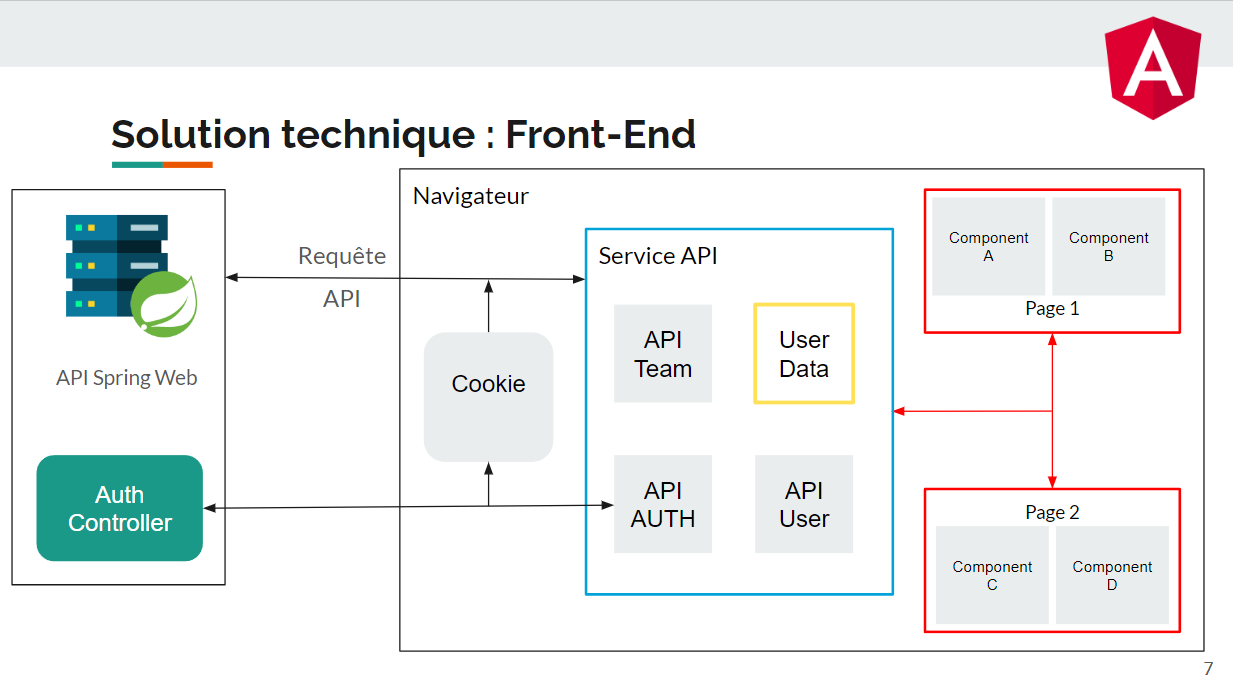 Solution technique : Front-End
API Spring Web
Auth
Controller
Requête
API
Navigateur
Cookie
Service API
API
Team
User
Data
API
AUTH
API
User
Component
A
Component
B
Page 1
Page 2
Component
C
Component
D
7